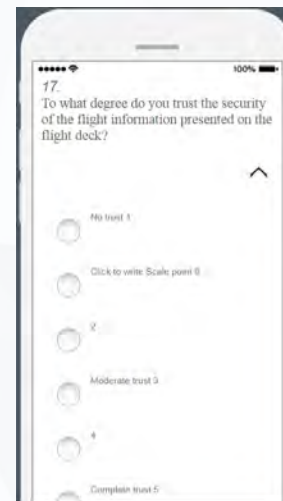 100%
17.
To what degree do you trust the security
of the flight information presented on the
flight deck?
No trust 1
Click to write Scale point 6
2
Moderate trust 3
4
Complete trust 5